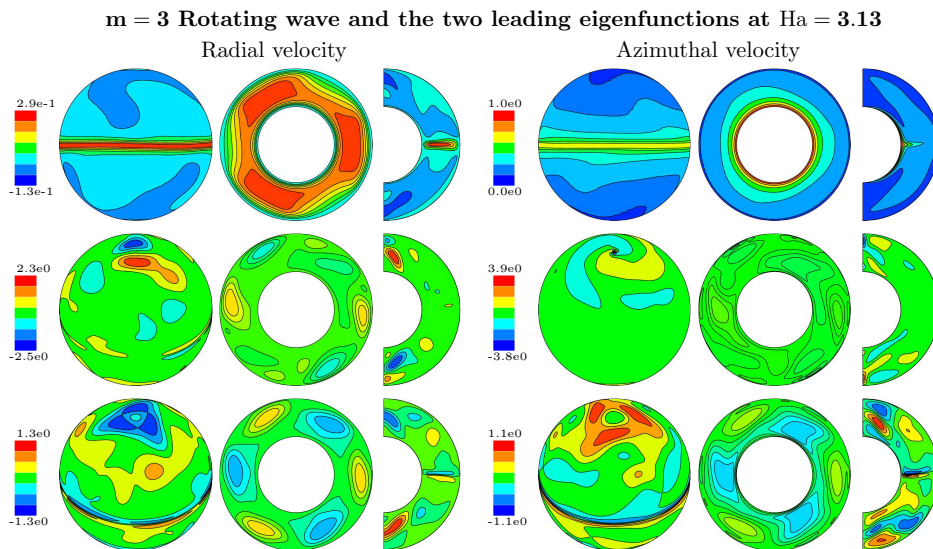 m = 3 Rotating wave and the two leading eigenfunctions at Ha = 3.13
Radial velocity
Azimuthal velocity
2.9e-1
-1.3e-1
1.0e0
0.0e0
2.3e0
-2.5e0
3.9e0
-3.8e0
1.3e0
-1.3e0
1.1e0
-1.1e0